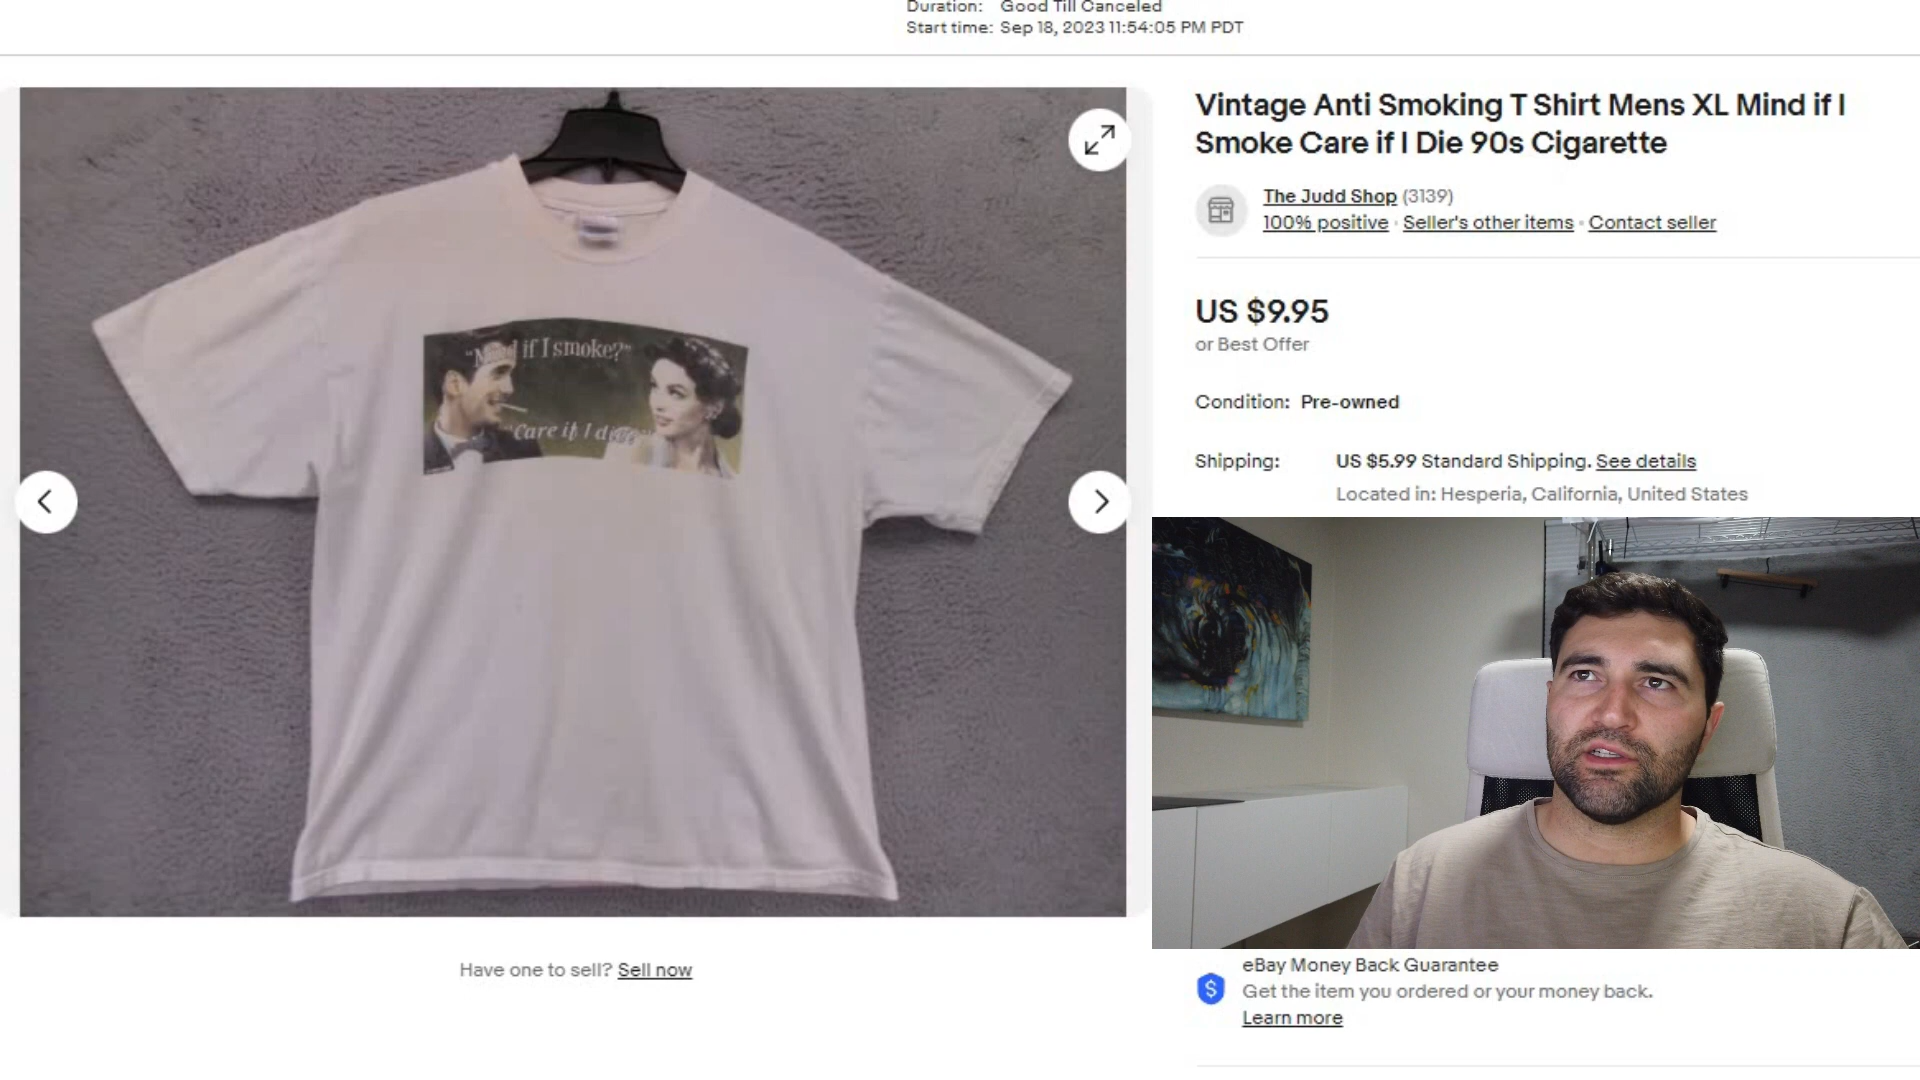 Duration: Good Till Canceled
Start time: Sep 18, 2023 11:54:05 PM PDT
Vintage Anti Smoking T Shirt Mens XL Mind if I
Smoke Care if I Die 90s Cigarette
The Judd Shop (3139)
100% positive · Seller's other items · Contact seller
US $9.95
or Best Offer
Condition: Pre-owned
Shipping: US $5.99 Standard Shipping. See details
Located in: Hesperia, California, United States
"Mind if I smoke?"
"Care if I die?"
Have one to sell? Sell now
eBay Money Back Guarantee
Get the item you ordered or your money back.
Learn more